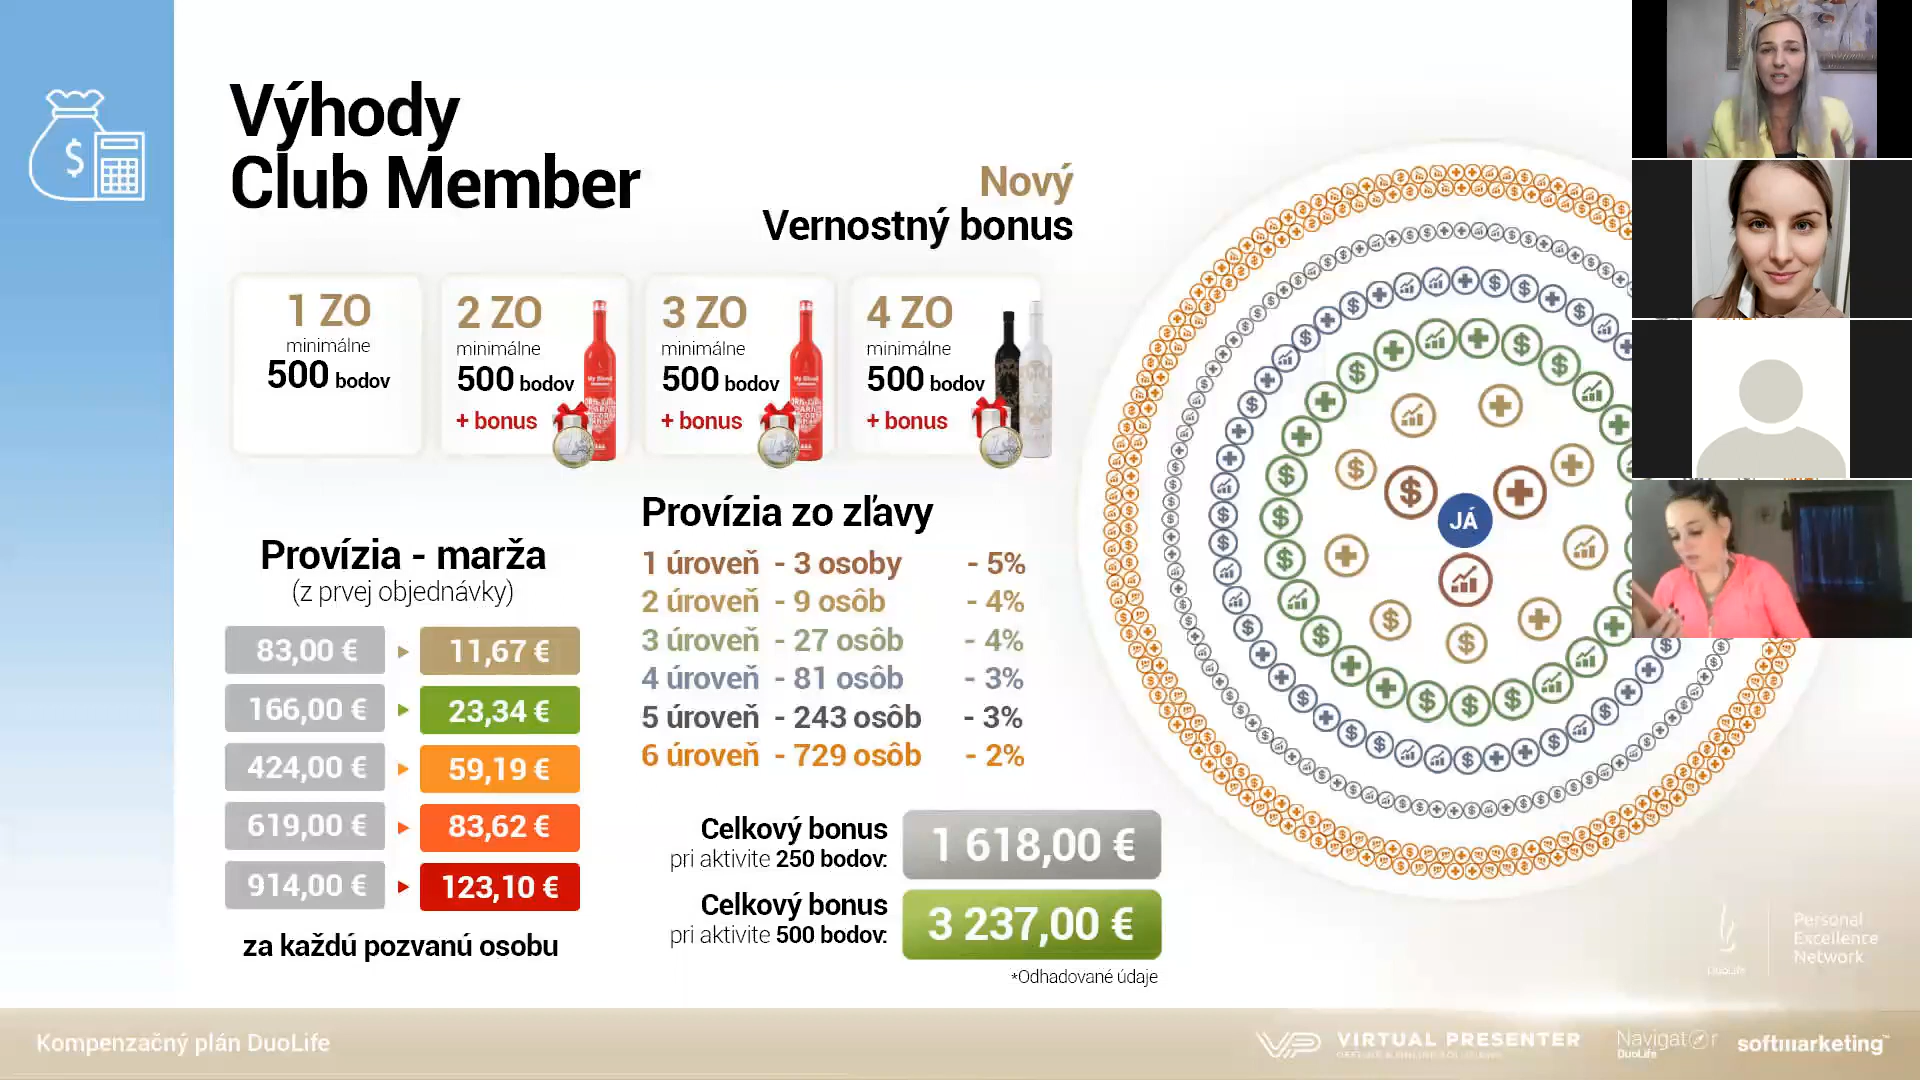 Výhody
Club Member
Nový
Vernostný bonus
1 ZO
minimálne
500 bodov
2 ZO
minimálne
500 bodov
+ bonus
3 ZO
minimálne
500 bodov
+ bonus
4 ZO
minimálne
500 bodov
+ bonus
Provízia - marža
(z prvej objednávky)
83,00 € 11,67 €
166,00 € 23,34 €
424,00 € 59,19 €
619,00 € 83,62 €
914,00 € 123,10 €
za každú pozvanú osobu
Provízia zo zľavy
1 úroveň - 3 osoby - 5%
2 úroveň - 9 osôb - 4%
3 úroveň - 27 osôb - 4%
4 úroveň - 81 osôb - 3%
5 úroveň - 243 osôb - 3%
6 úroveň - 729 osôb - 2%
Celkový bonus
pri aktivite 250 bodov:
1 618,00 €
Celkový bonus
pri aktivite 500 bodov:
3 237,00 €
*Odhadované údaje
JÁ
DuoLife
Personal
Excellence
Network
Kompenzačný plán DuoLife
VP VIRTUAL PRESENTER
Navigator
DuoLife
softmarketing™